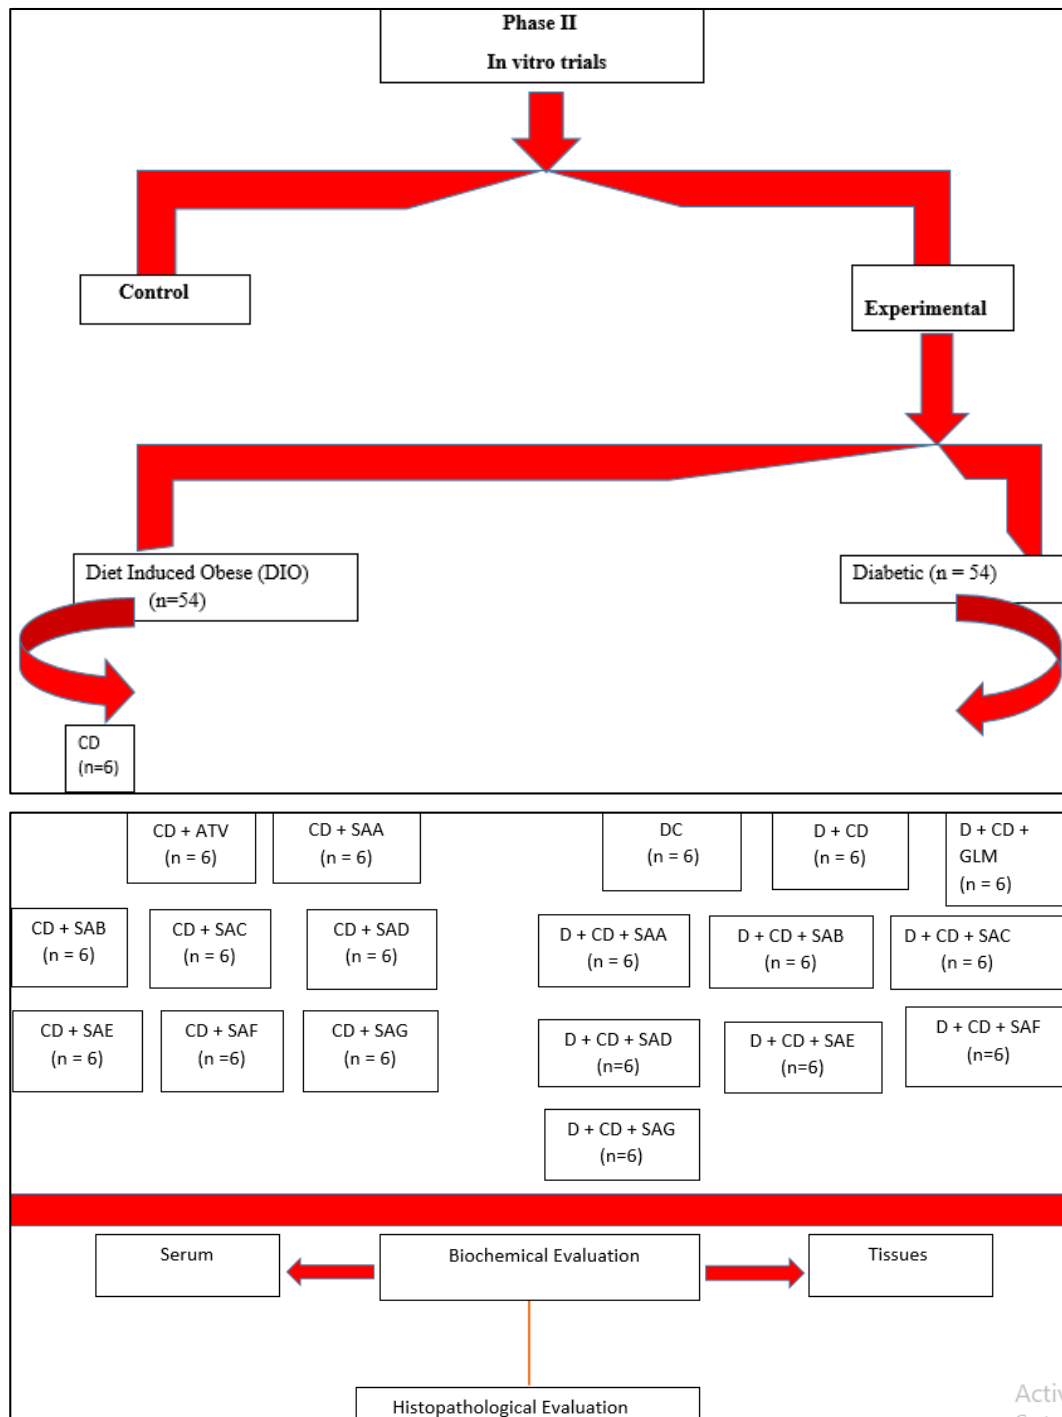 Phase II
In vitro trials
Control
Experimental
Diet Induced Obese (DIO)
(n=54)
Diabetic (n = 54)
CD
(n=6)
CD + ATV
(n = 6)
CD + SAA
(n = 6)
DC
(n = 6)
D + CD
(n = 6)
D + CD +
GLM
(n = 6)
CD + SAB
(n = 6)
CD + SAC
(n = 6)
CD + SAD
(n = 6)
D + CD + SAA
(n = 6)
D + CD + SAB
(n = 6)
D + CD + SAC
(n = 6)
CD + SAE
(n = 6)
CD + SAF
(n =6)
CD + SAG
(n = 6)
D + CD + SAD
(n=6)
D + CD + SAE
(n=6)
D + CD + SAF
(n=6)
D + CD + SAG
(n=6)
Serum
Biochemical Evaluation
Tissues
Histopathological Evaluation
Activ